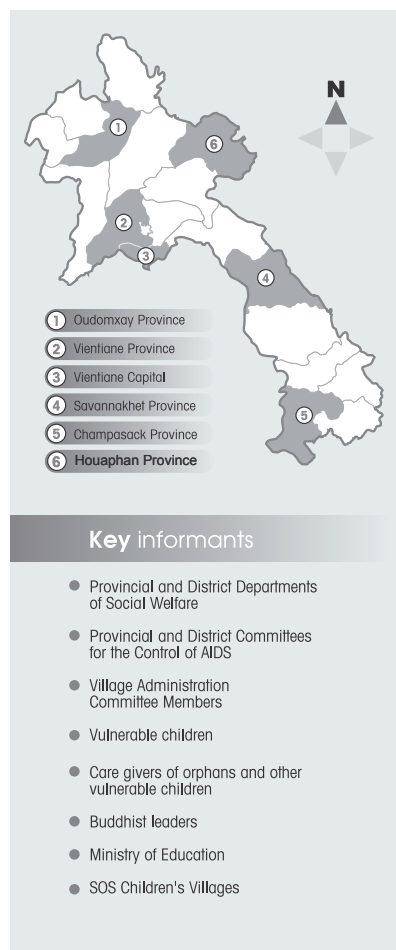 N
1
6
2
3
4
5
1 Oudomxay Province
2 Vientiane Province
3 Vientiane Capital
4 Savannakhet Province
5 Champasack Province
6 Houaphan Province
Key informants
Provincial and District Departments
of Social Welfare
Provincial and District Committees
for the Control of AIDS
Village Administration
Committee Members
Vulnerable children
Care givers of orphans and other
vulnerable children
Buddhist leaders
Ministry of Education
SOS Children's Villages